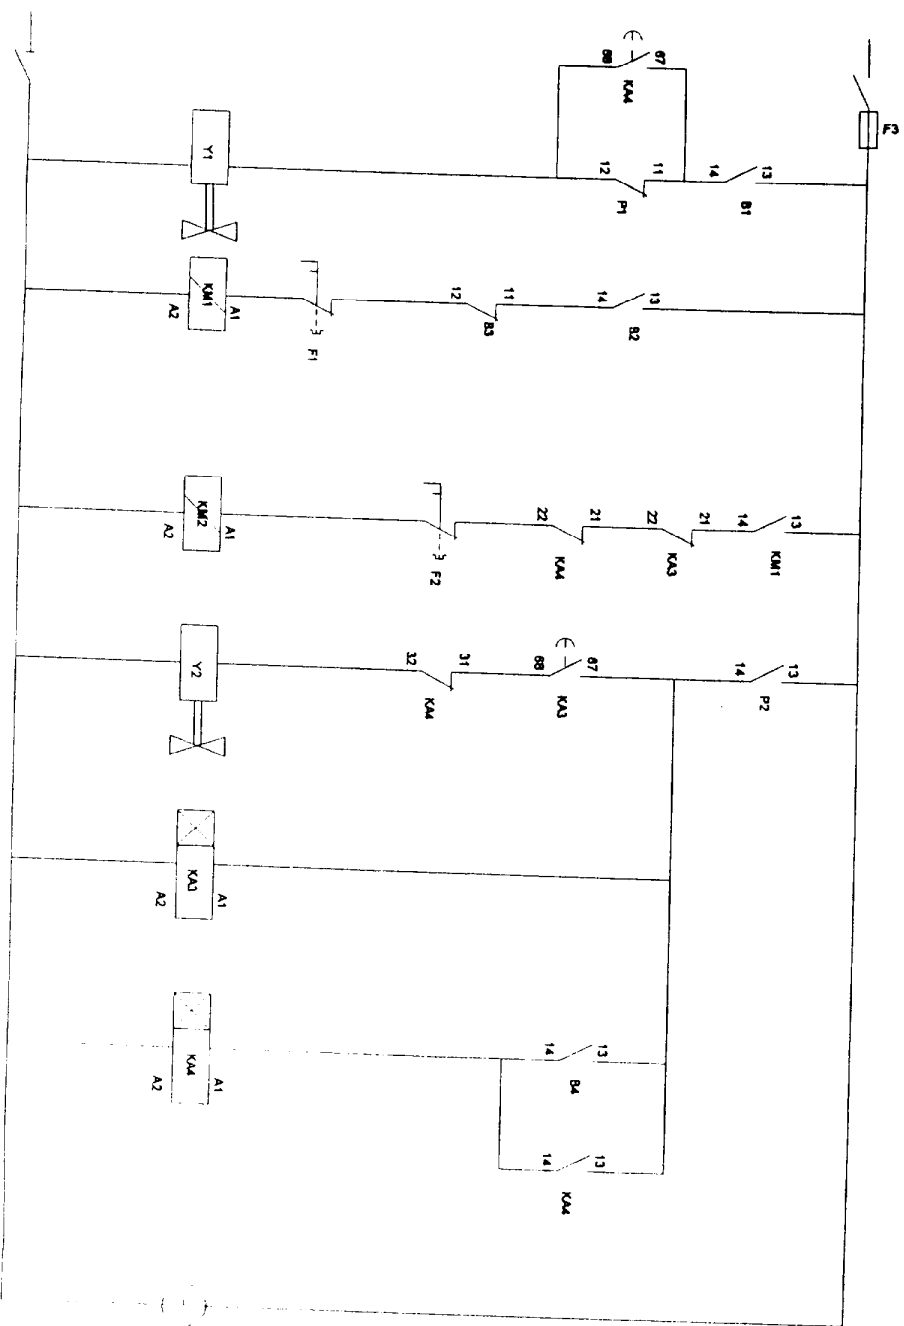 F3
68 67
KA4
Y1 12 11 14 13
P1 B1
KM1 A2 A1 12 11 14 13
F1 B3 B2
KM2 A2 A1 22 21 22 21 14 13
F2 KA4 KA3 KM1
Y2 32 31 68 67 14 13
KA4 KA3 P2
KA3 A2 A1
KA4 A2 A1 14 13
B4
14 13
KA4